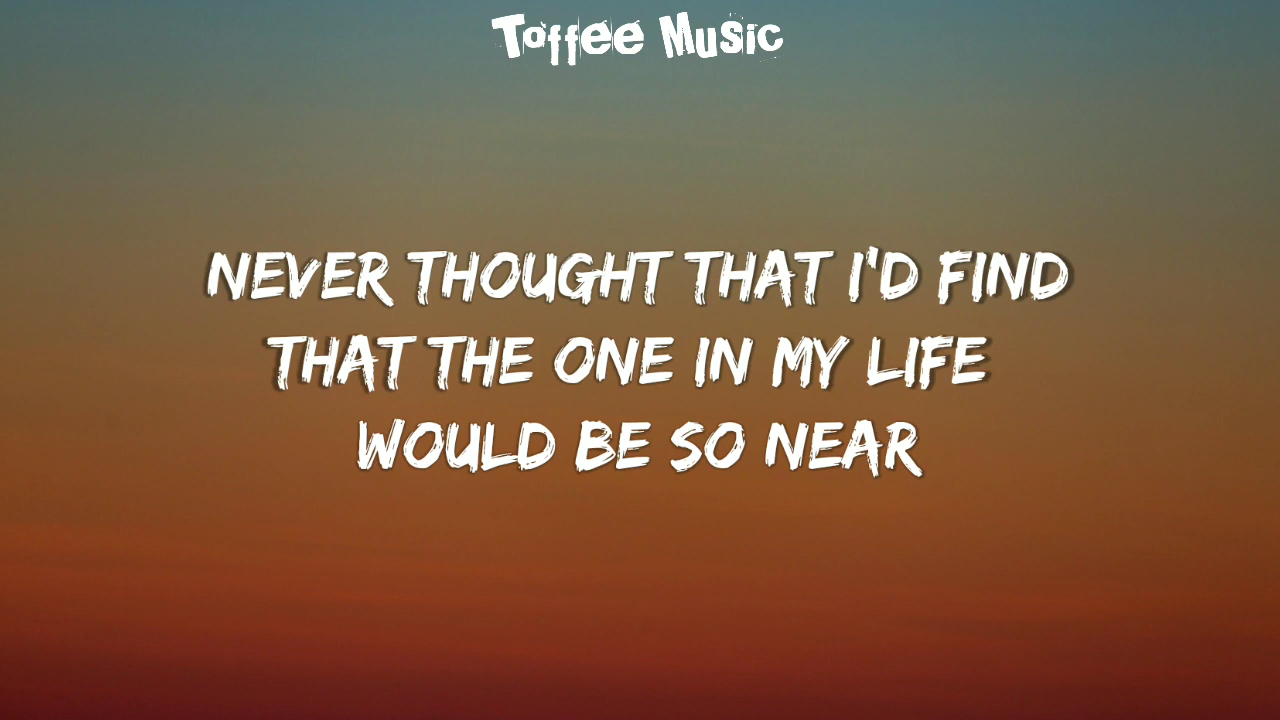 Toffee Music
NEVER THOUGHT THAT I'D FIND
THAT THE ONE IN MY LIFE
WOULD BE SO NEAR